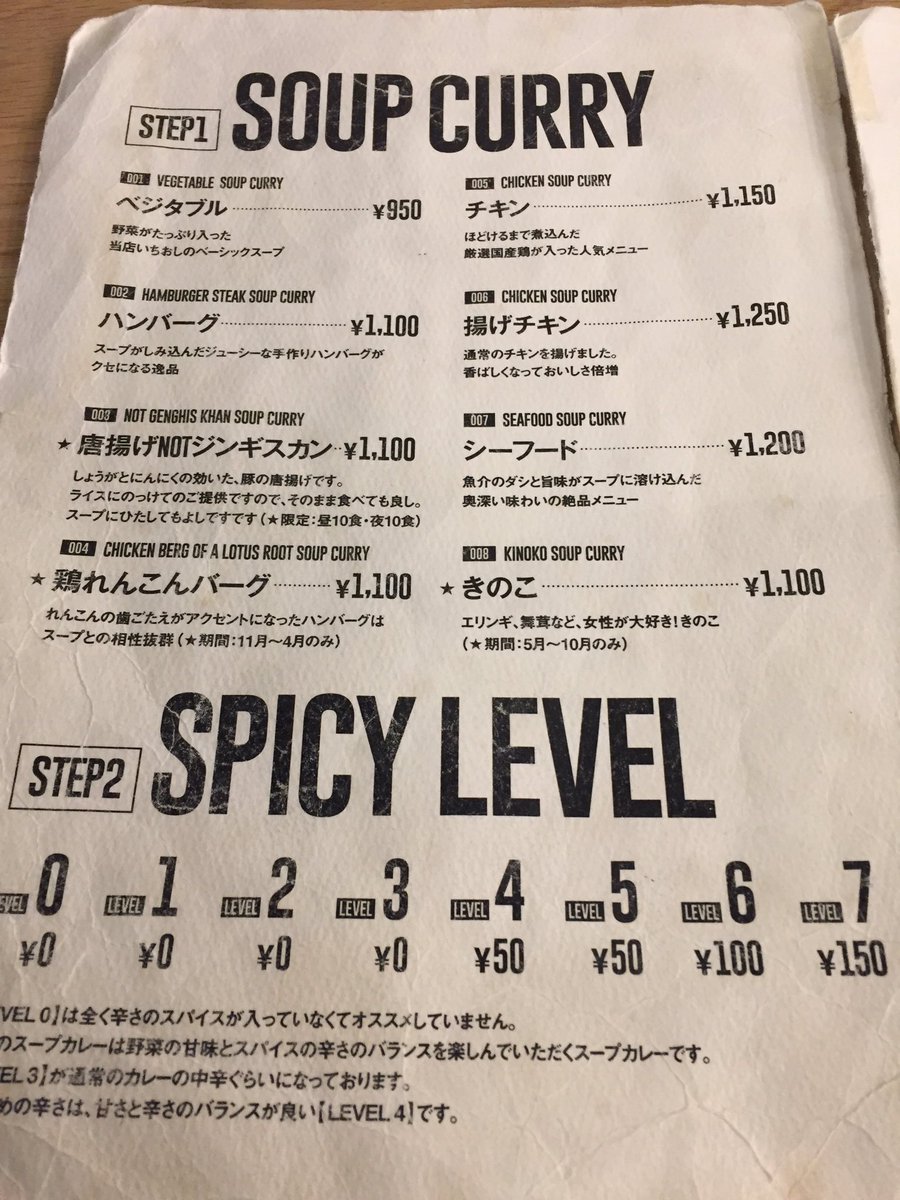 STEP1 SOUP CURRY
001 VEGETABLE SOUP CURRY
ベジタブル ¥950
野菜がたっぷり入った
当店いちおしのベーシックスープ
002 HAMBURGER STEAK SOUP CURRY
ハンバーグ ¥1,100
スープがしみ込んだジューシーな手作りハンバーグが
クセになる逸品
003 NOT GENGHIS KHAN SOUP CURRY
★ 唐揚げNOTジンギスカン ¥1,100
しょうがとにんにくの効いた、豚の唐揚げです。
ライスにのっけてのご提供ですので、そのまま食べても良し。
スープにひたしてもよしですです(★限定:昼10食・夜10食)
004 CHICKEN BERG OF A LOTUS ROOT SOUP CURRY
★ 鶏れんこんバーグ ¥1,100
れんこんの歯ごたえがアクセントになったハンバーグは
スープとの相性抜群(★期間:11月〜4月のみ)
005 CHICKEN SOUP CURRY
チキン ¥1,150
ほどけるまで煮込んだ
厳選国産鶏が入った人気メニュー
006 CHICKEN SOUP CURRY
揚げチキン ¥1,250
通常のチキンを揚げました。
香ばしくなっておいしさ倍増
007 SEAFOOD SOUP CURRY
シーフード ¥1,200
魚介のダシと旨味がスープに溶け込んだ
奥深い味わいの絶品メニュー
008 KINOKO SOUP CURRY
★ きのこ ¥1,100
エリンギ、舞茸など、女性が大好き!きのこ
(★期間:5月〜10月のみ)
STEP2 SPICY LEVEL
LEVEL 0 LEVEL 1 LEVEL 2 LEVEL 3 LEVEL 4 LEVEL 5 LEVEL 6 LEVEL 7
¥0 ¥0 ¥0 ¥0 ¥50 ¥50 ¥100 ¥150
VEL 0】は全く辛さのスパイスが入っていなくてオススメしていません。
のスープカレーは野菜の甘味とスパイスの辛さのバランスを楽しんでいただくスープカレーです。
EL 3】が通常のカレーの中辛ぐらいになっております。
めの辛さは、甘さと辛さのバランスが良い【LEVEL 4】です。